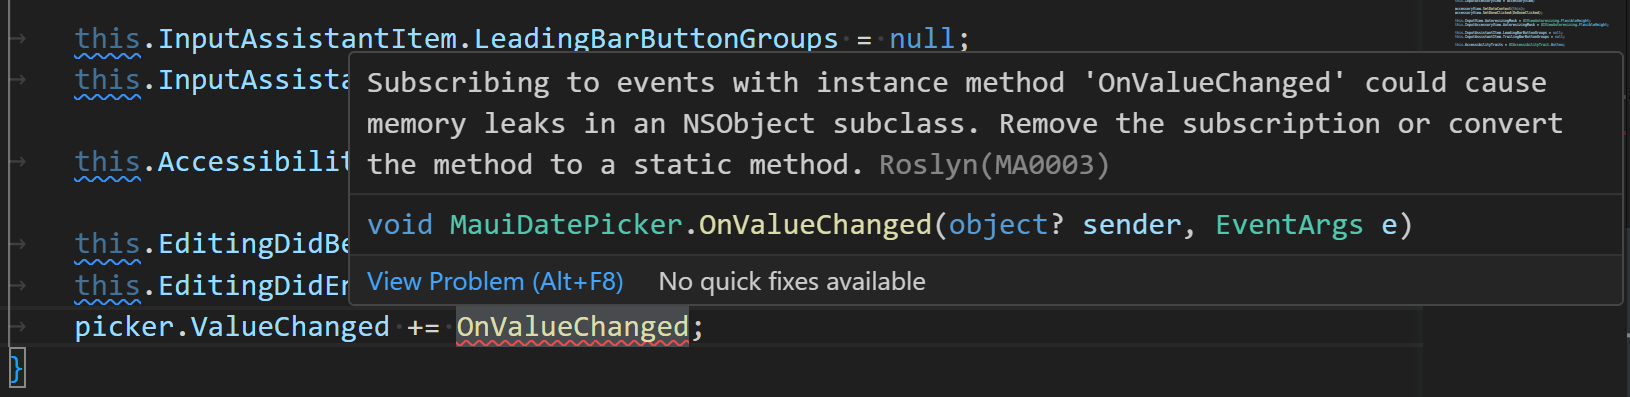 this.InputAssistantItem.LeadingBarButtonGroups = null;
this.InputAssista
Subscribing to events with instance method 'OnValueChanged' could cause
memory leaks in an NSObject subclass. Remove the subscription or convert
the method to a static method. Roslyn(MA0003)
this.Accessibilit
void MauiDatePicker.OnValueChanged(object? sender, EventArgs e)
this.EditingDidBe
this.EditingDidEn
View Problem (Alt+F8) No quick fixes available
picker.ValueChanged += OnValueChanged;
}